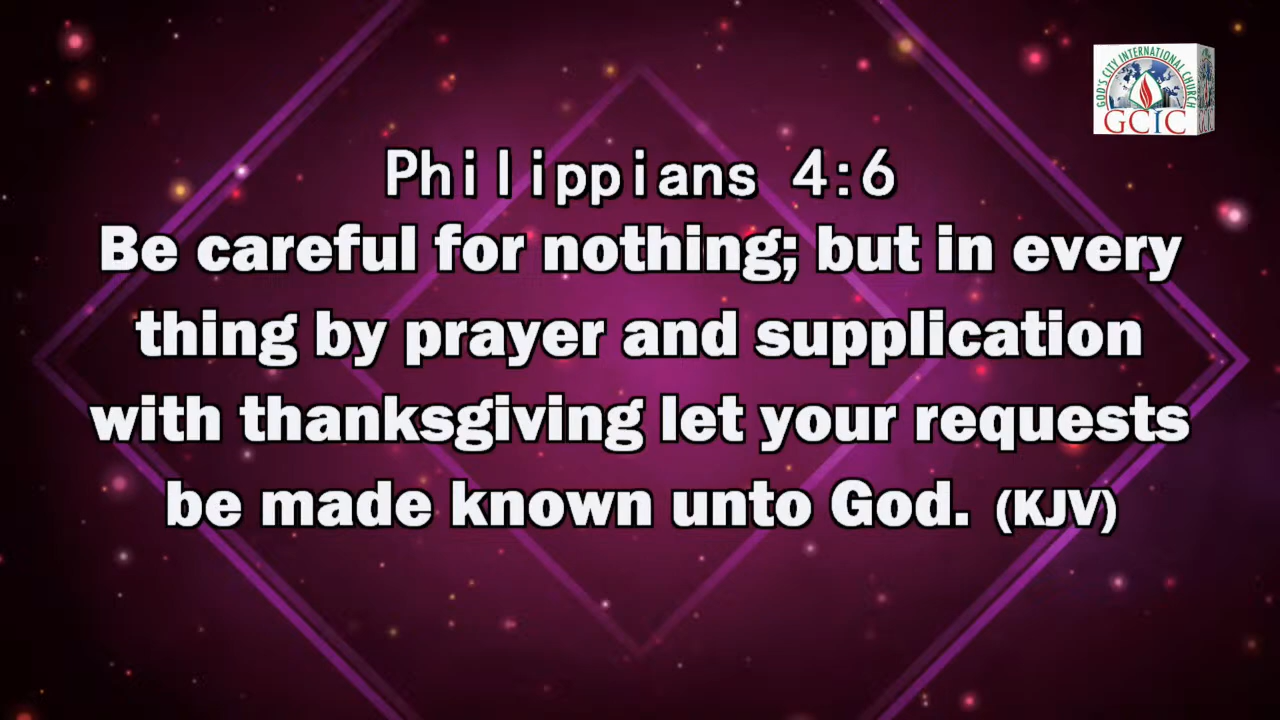 GOD'S CITY INTERNATIONAL CHURCH
GCIC
Philippians 4:6
Be careful for nothing; but in every
thing by prayer and supplication
with thanksgiving let your requests
be made known unto God. (KJV)